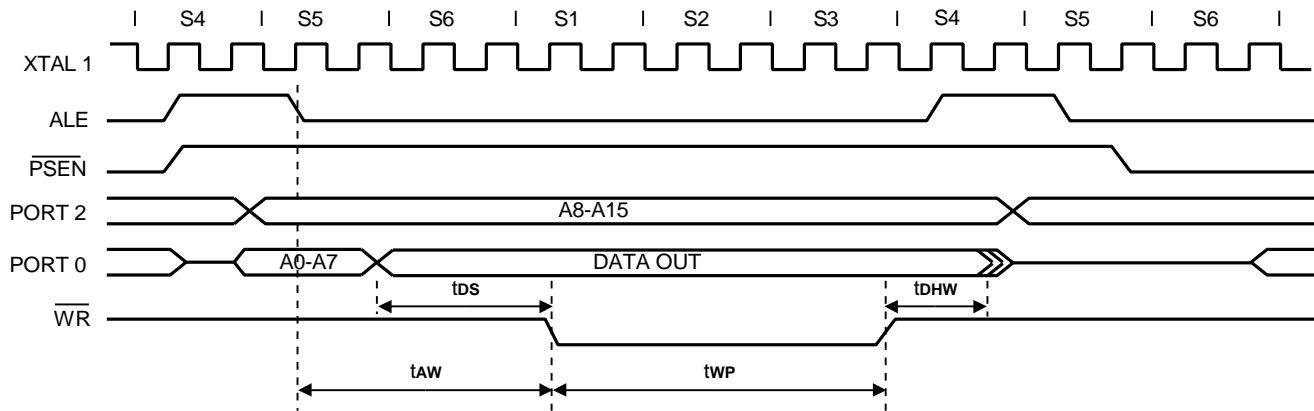 I S4 I S5 I S6 I S1 I S2 I S3 I S4 I S5 I S6 I
XTAL 1
ALE
PSEN
PORT 2 A8-A15
PORT 0 A0-A7 DATA OUT
tDS tDHW
WR
tAW tWP